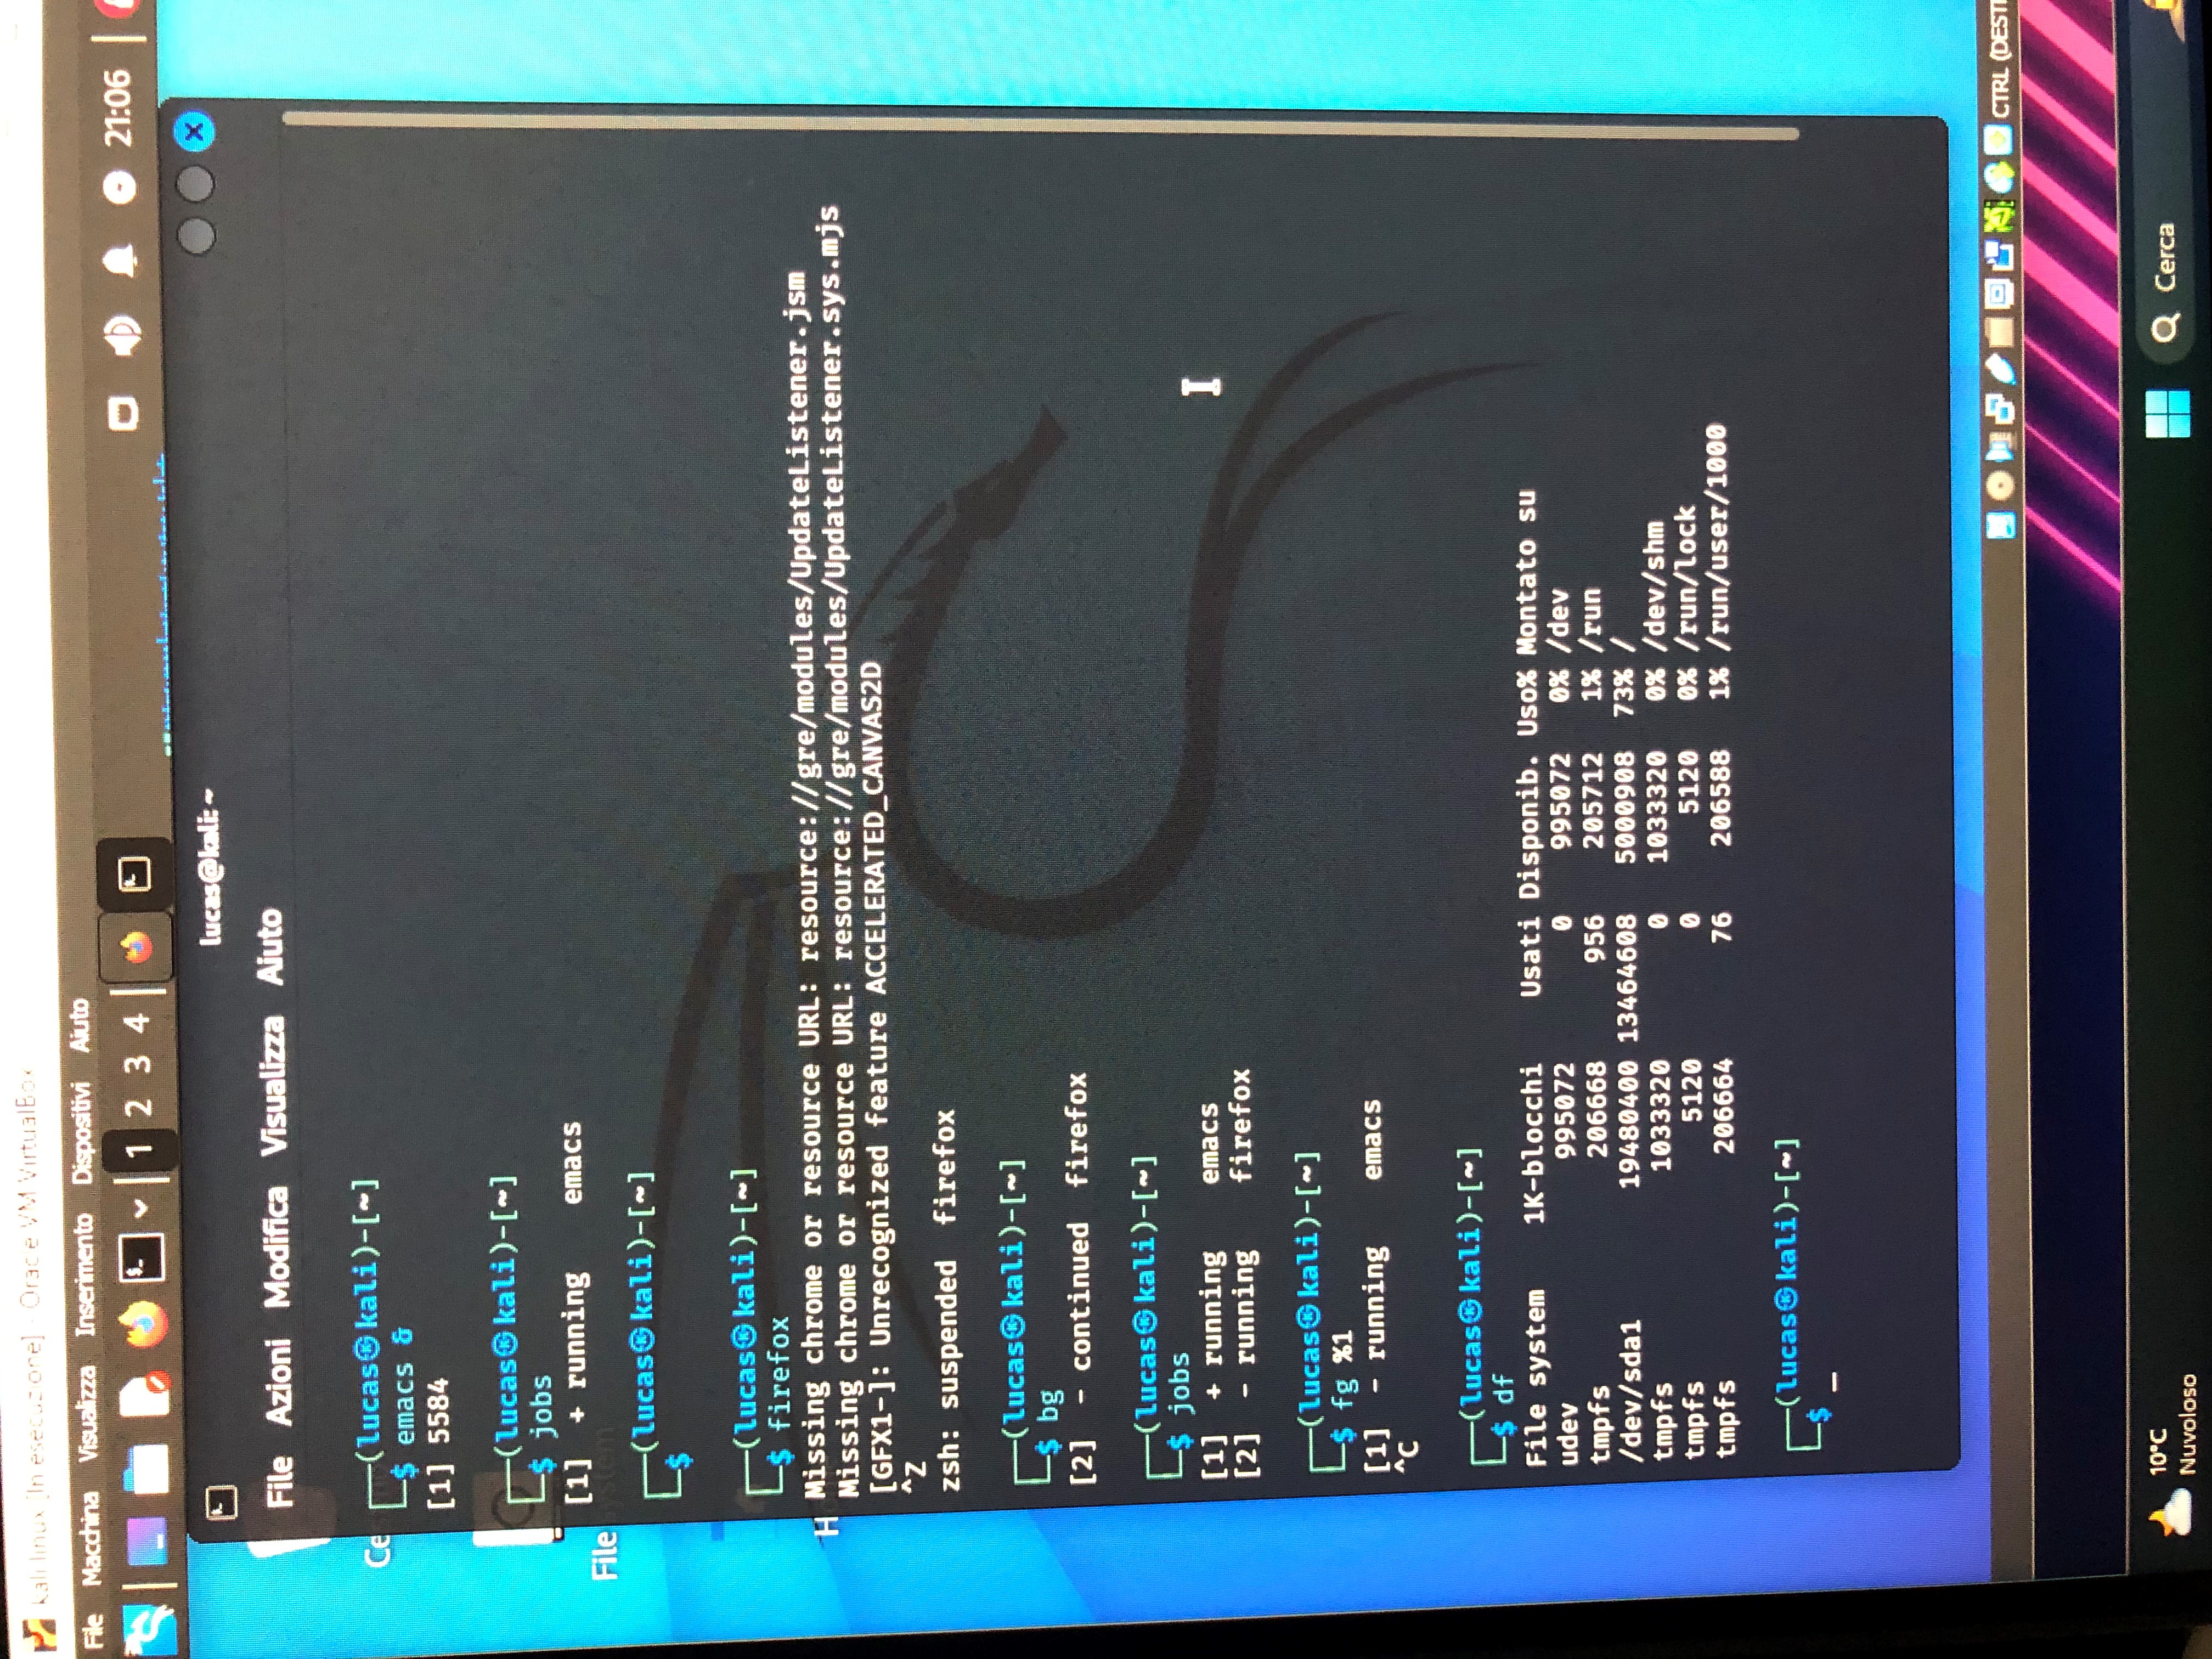 kali linux [In esecuzione] - Oracle VM VirtualBox
File Macchina Visualizza Inserimento Dispositivi Aiuto
1 2 3 4 21:06
lucas@kali: ~
File Azioni Modifica Visualizza Aiuto
┌──(lucas㉿kali)-[~]
└─$ emacs &
[1] 5584
┌──(lucas㉿kali)-[~]
└─$ jobs
[1]  + running    emacs
┌──(lucas㉿kali)-[~]
└─$
┌──(lucas㉿kali)-[~]
└─$ firefox
Missing chrome or resource URL: resource://gre/modules/UpdateListener.jsm
Missing chrome or resource URL: resource://gre/modules/UpdateListener.sys.mjs
[GFX1-]: Unrecognized feature ACCELERATED_CANVAS2D
^Z
zsh: suspended  firefox
┌──(lucas㉿kali)-[~]
└─$ bg
[2]  - continued  firefox
┌──(lucas㉿kali)-[~]
└─$ jobs
[1]  + running    emacs
[2]  - running    firefox
┌──(lucas㉿kali)-[~]
└─$ fg %1
[1]  - running    emacs
^C
┌──(lucas㉿kali)-[~]
└─$ df
File system    1K-blocchi    Usati Disponib. Uso% Montato su
udev               995072        0    995072   0% /dev
tmpfs              206668      956    205712   1% /run
/dev/sda1        19480400 13464608   5000908  73% /
tmpfs             1033320        0   1033320   0% /dev/shm
tmpfs                5120        0      5120   0% /run/lock
tmpfs              206664       76    206588   1% /run/user/1000
┌──(lucas㉿kali)-[~]
└─$ _
Ce
File system
H
CTRL (DEST
10°C
Nuvoloso
Cerca